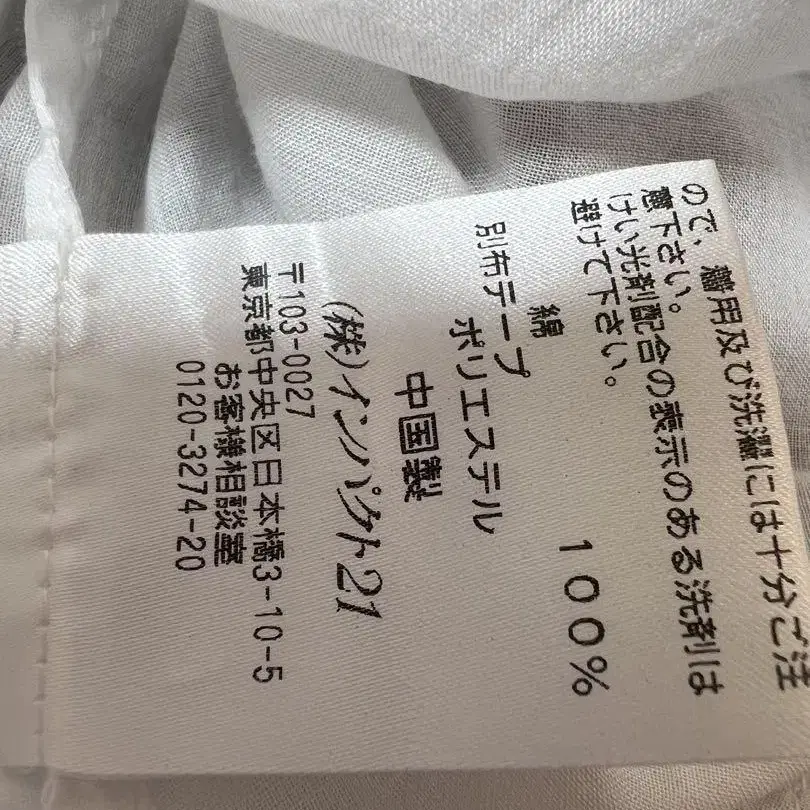 ので、着用及び洗濯には十分ご注
意下さい。
けい光剤配合の表示のある洗剤は
避けて下さい。
綿 100%
別布テープ
ポリエステル
中国製
(株)インパクト21
〒103-0027
東京都中央区日本橋3-10-5
お客様相談室
0120-3274-20